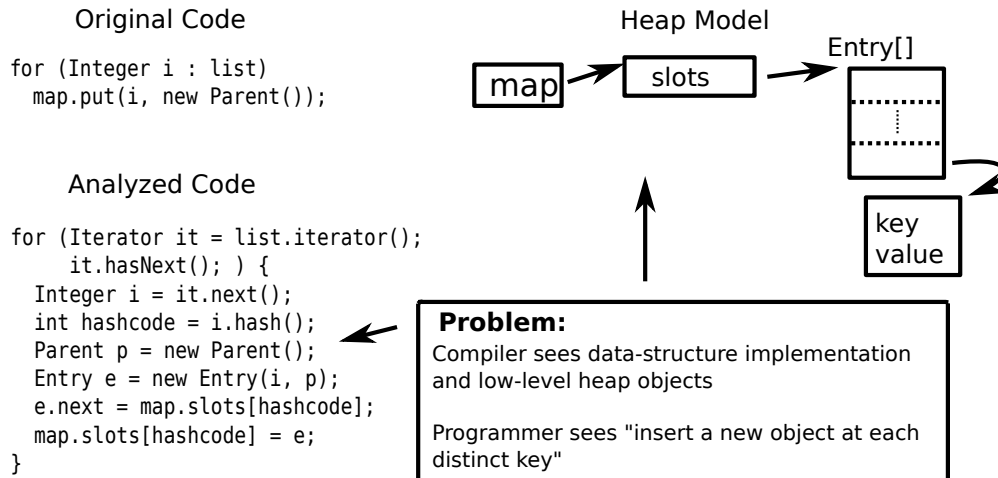 Original Code
for (Integer i : list)
  map.put(i, new Parent());
Analyzed Code
for (Iterator it = list.iterator();
     it.hasNext(); ) {
  Integer i = it.next();
  int hashcode = i.hash();
  Parent p = new Parent();
  Entry e = new Entry(i, p);
  e.next = map.slots[hashcode];
  map.slots[hashcode] = e;
}
Heap Model
map
slots
Entry[]
key
value
Problem:
Compiler sees data-structure implementation
and low-level heap objects
Programmer sees "insert a new object at each
distinct key"